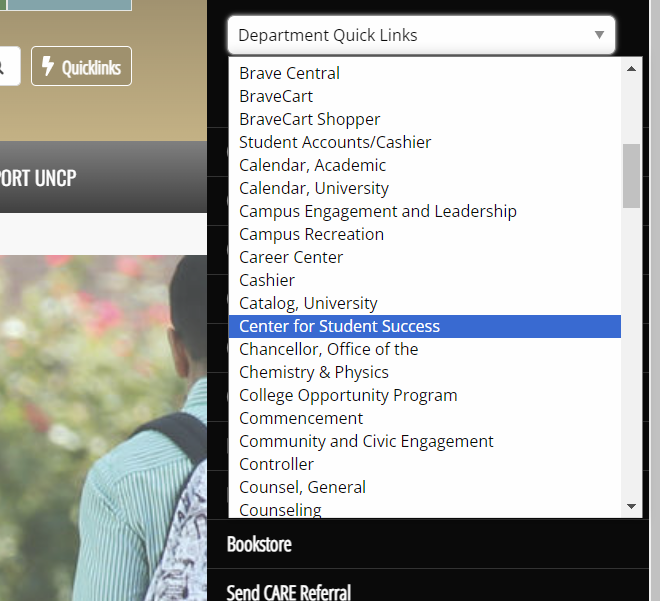 Department Quick Links
Quicklinks
PORT UNCP
Brave Central
BraveCart
BraveCart Shopper
Student Accounts/Cashier
Calendar, Academic
Calendar, University
Campus Engagement and Leadership
Campus Recreation
Career Center
Cashier
Catalog, University
Center for Student Success
Chancellor, Office of the
Chemistry & Physics
College Opportunity Program
Commencement
Community and Civic Engagement
Controller
Counsel, General
Counseling
Bookstore
Send CARE Referral